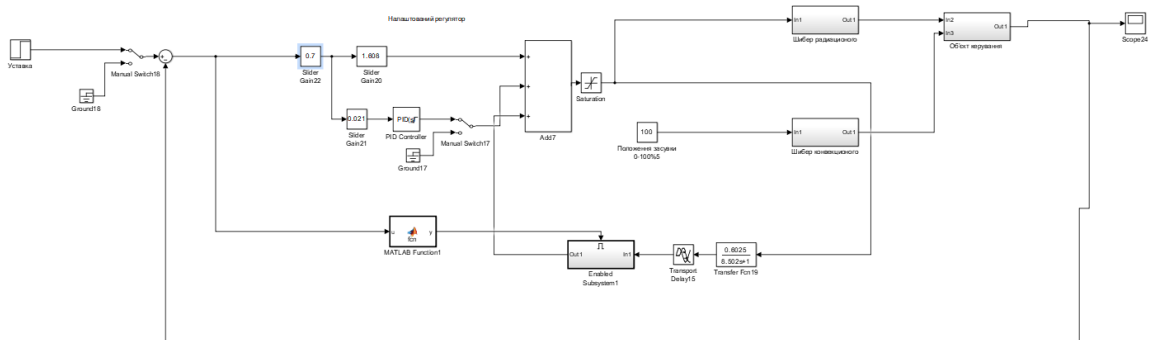 Налаштований регулятор
Уставка
Manual Switch18
Ground18
0.7
Slider
Gain22
1.608
Slider
Gain20
0.021
Slider
Gain21
PID(s)
PID Controller
Manual Switch17
Ground17
+
+
+
Add7
Saturation
In1
Out1
Шибер радиационого
100
Положення засувки
0-100%5
In1
Out1
Шибер конвекционого
In2
In3
Out1
Об'єкт керування
Scope24
u
fcn
y
MATLAB Function1
Out1
In1
Enabled
Subsystem1
Transport
Delay15
0.6025
8.502s+1
Transfer Fcn19